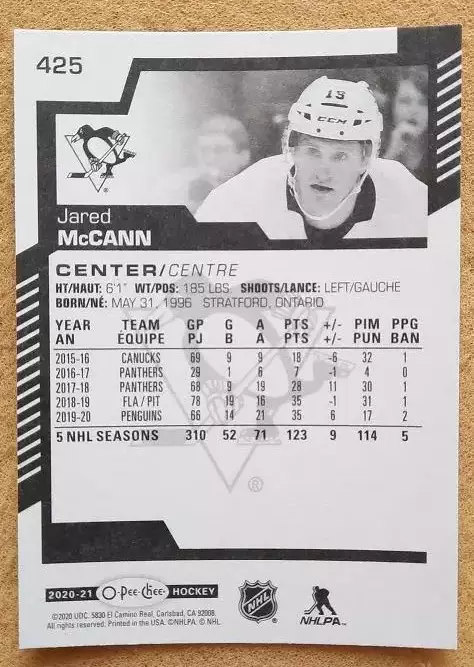 425
19
CCM
Jared
McCANN
CENTER/CENTRE
HT/HAUT: 6'1" WT/POS: 185 LBS. SHOOTS/LANCE: LEFT/GAUCHE
BORN/NÉ: MAY 31, 1996 STRATFORD, ONTARIO
YEAR TEAM GP G A PTS +/- PIM PPG
AN ÉQUIPE PJ B A PTS +/- PUN BAN
2015-16 CANUCKS 69 9 9 18 -6 32 1
2016-17 PANTHERS 29 1 6 7 -1 4 0
2017-18 PANTHERS 68 9 19 28 11 30 1
2018-19 FLA / PIT 78 19 16 35 -1 31 1
2019-20 PENGUINS 66 14 21 35 6 17 2
5 NHL SEASONS 310 52 71 123 9 114 5
®
2020-21 O-Pee-Chee HOCKEY
©2020 UDC. 5830 El Camino Real, Carlsbad, CA 92008.
All rights reserved. Printed in the USA. ©NHLPA. © NHL.
NHL
NHLPA